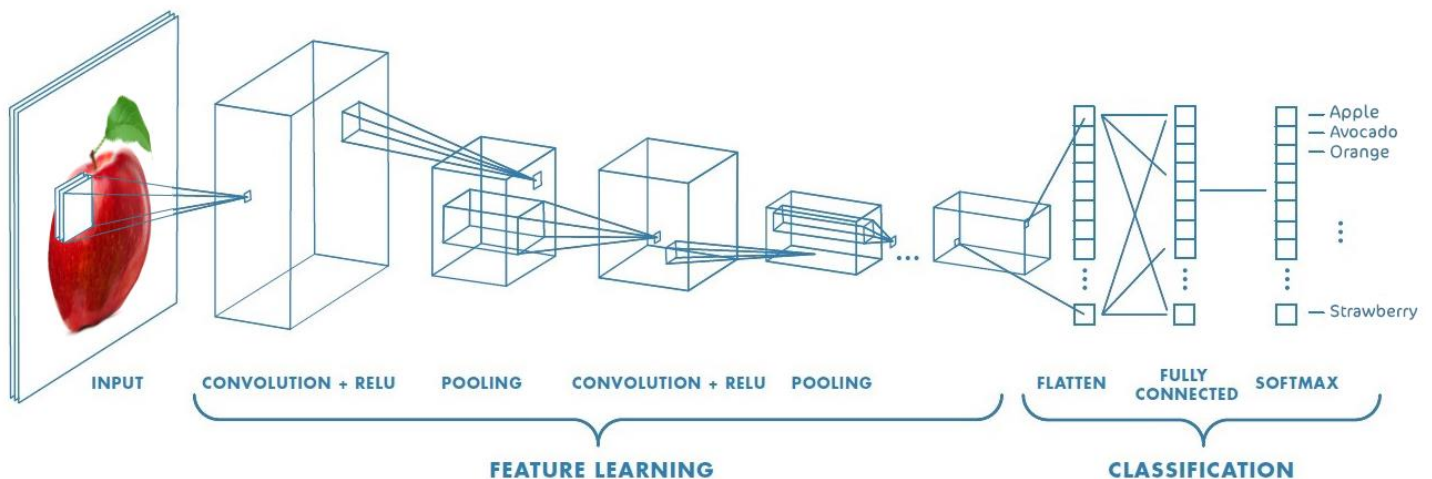 Apple
Avocado
Orange
Strawberry
INPUT
CONVOLUTION + RELU
POOLING
CONVOLUTION + RELU
POOLING
FLATTEN
FULLY
CONNECTED
SOFTMAX
FEATURE LEARNING
CLASSIFICATION